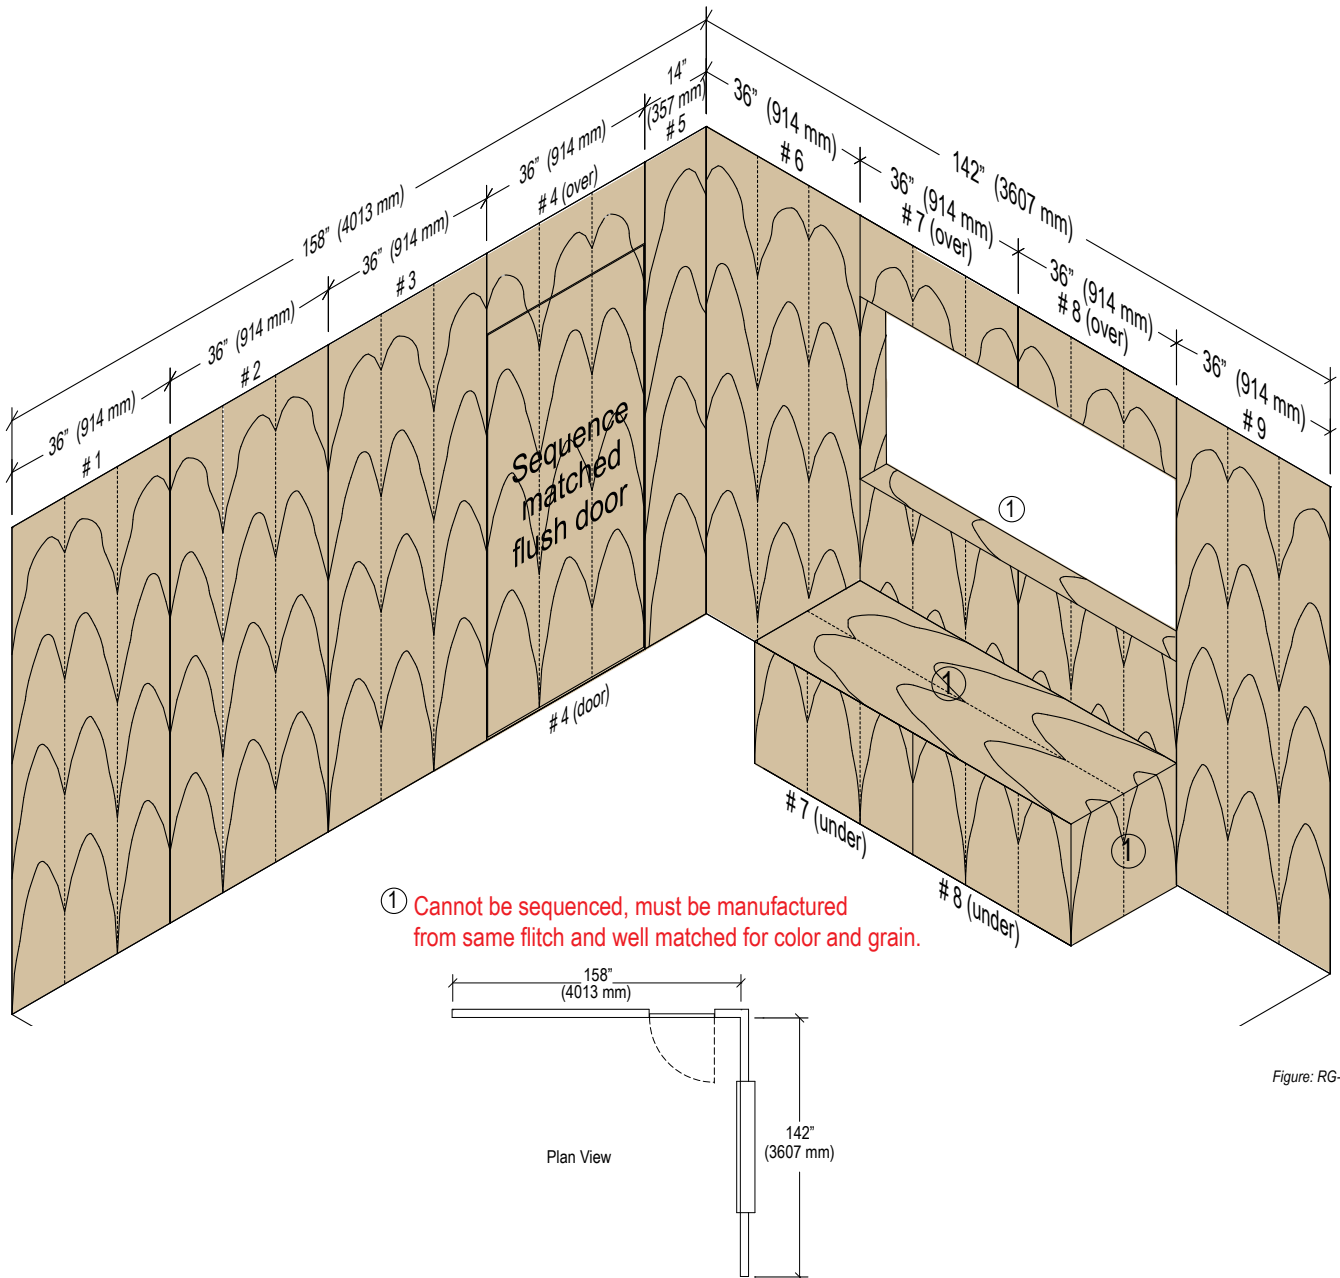 14”
(357 mm)
# 5
36” (914 mm)
# 4 (over)
158” (4013 mm)
36” (914 mm)
# 3
36” (914 mm)
# 2
36” (914 mm)
# 1
36” (914 mm)
# 6
142” (3607 mm)
36” (914 mm)
# 7 (over)
36” (914 mm)
# 8 (over)
36” (914 mm)
# 9
Sequence
matched
flush door
1
1
1
# 4 (door)
# 7 (under)
# 8 (under)
1 Cannot be sequenced, must be manufactured
from same flitch and well matched for color and grain.
158”
(4013 mm)
142”
(3607 mm)
Plan View
Figure: RG-